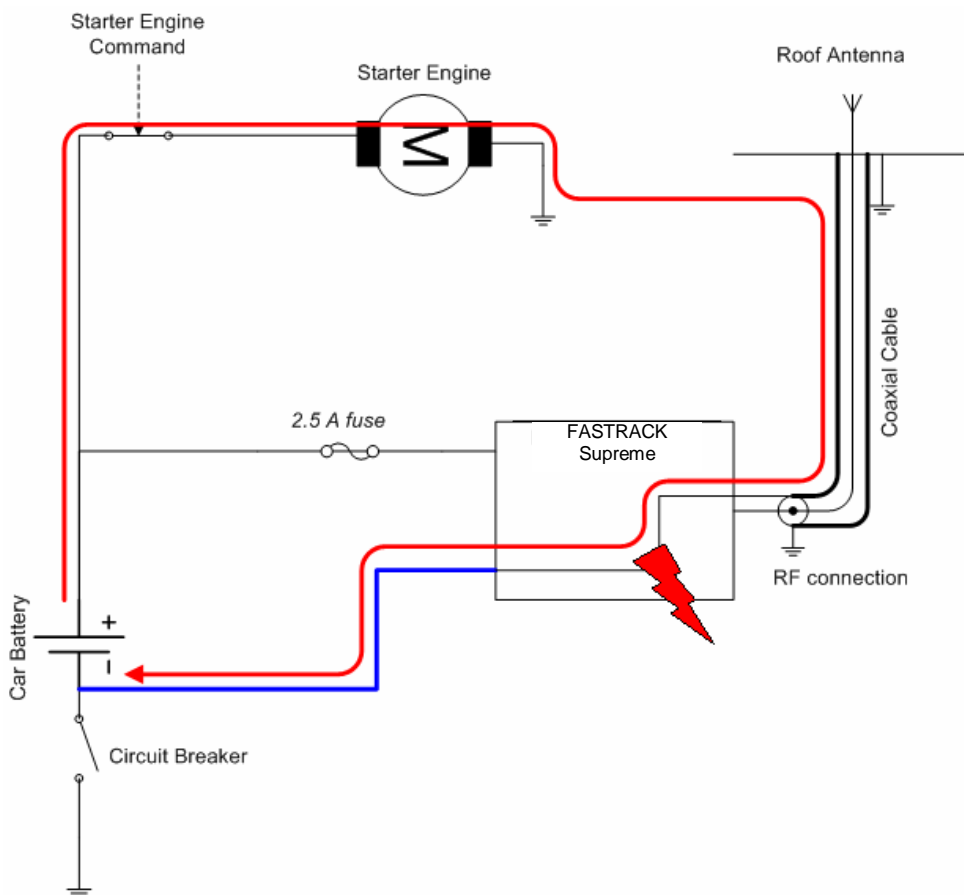 Starter Engine
Command
Starter Engine
Roof Antenna
M
Coaxial Cable
2.5 A fuse
FASTRACK
Supreme
RF connection
Car Battery
+
–
Circuit Breaker